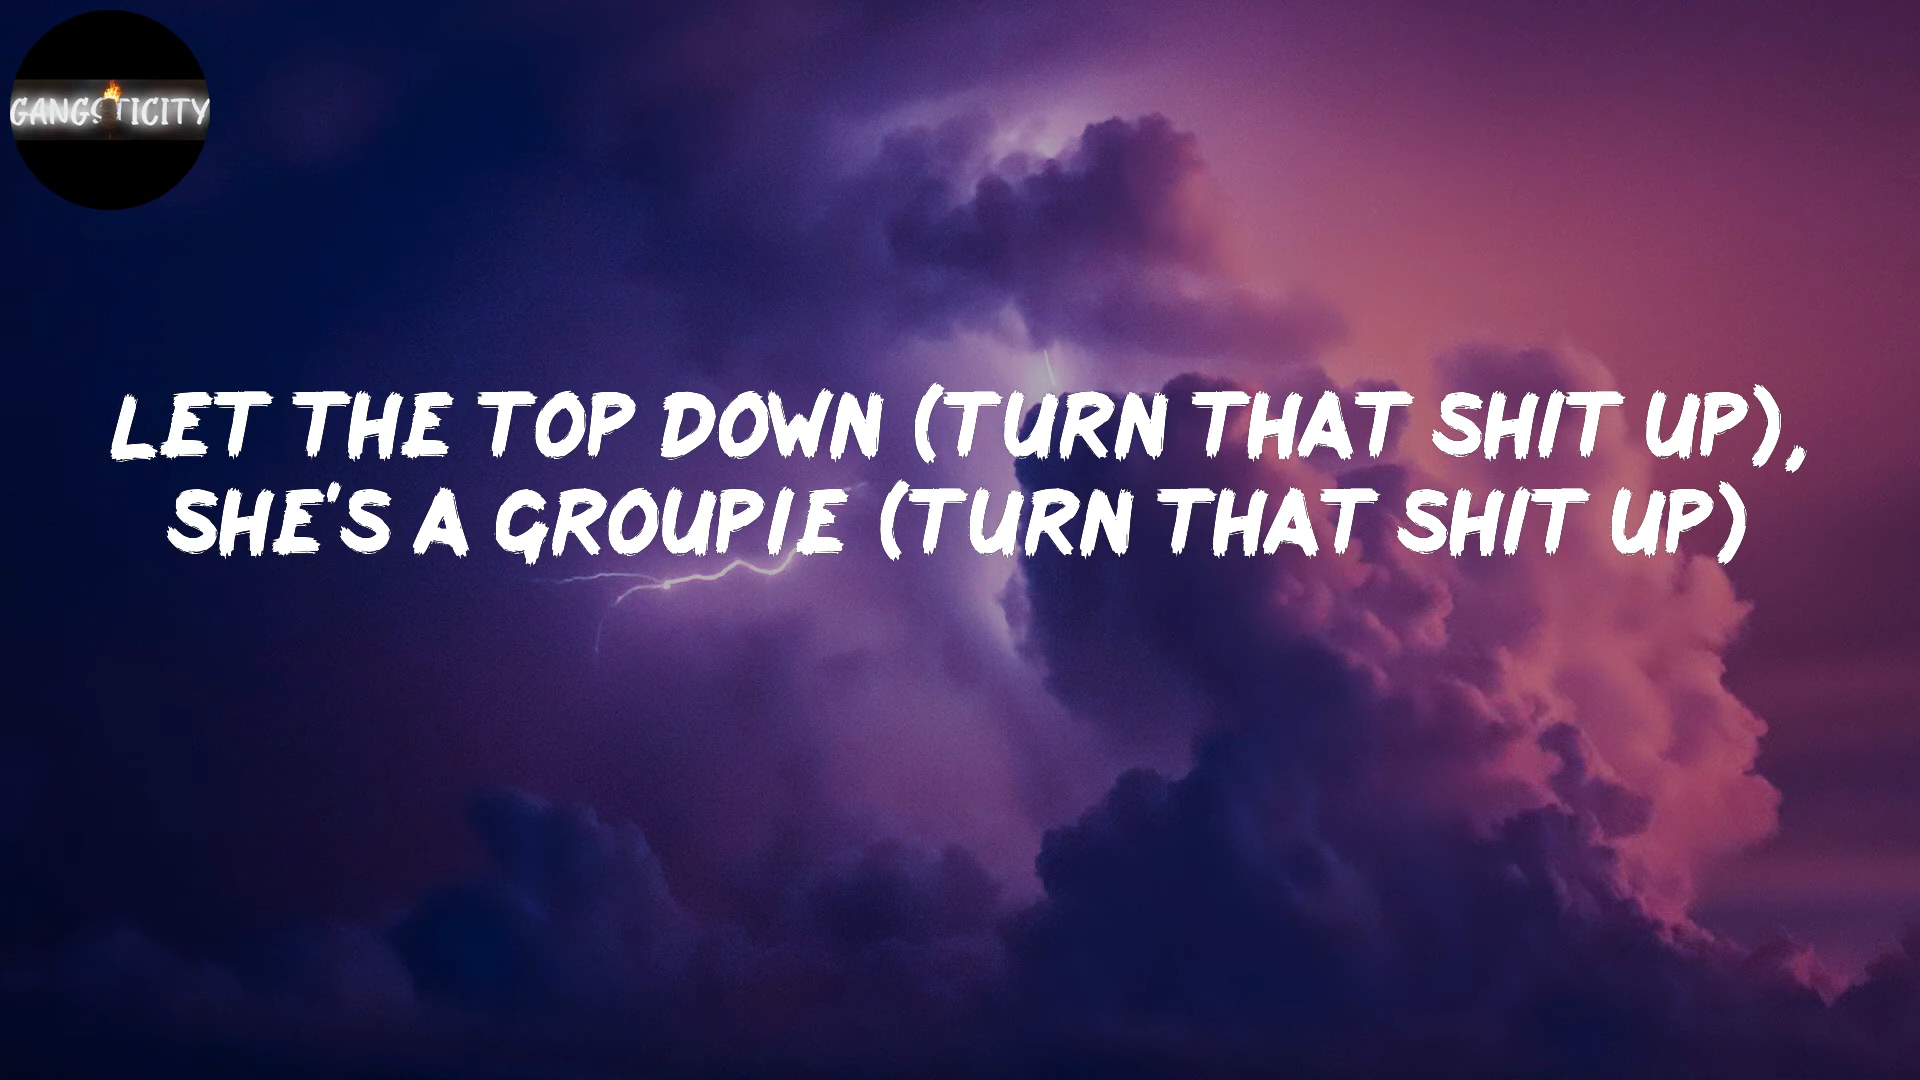 GANGSTICITY
LET THE TOP DOWN (TURN THAT SHIT UP),
SHE'S A GROUPIE (TURN THAT SHIT UP)